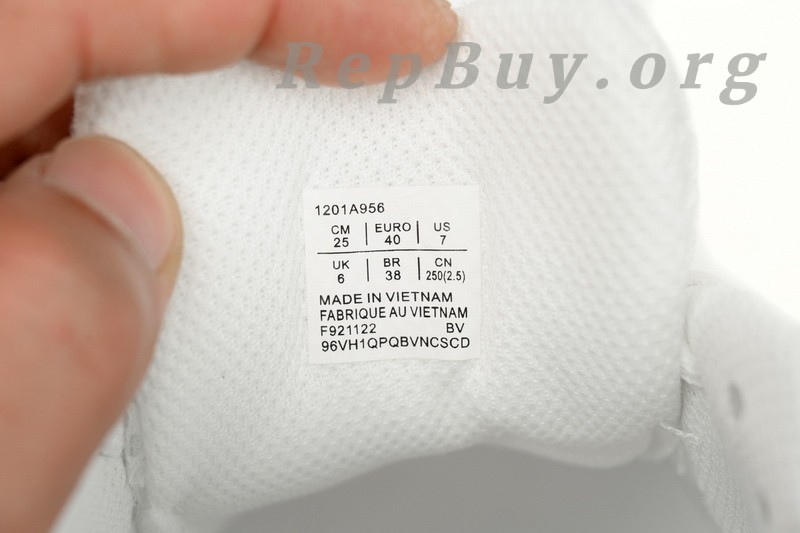 RepBuy.org
1201A956
CM 25 | EURO 40 | US 7
UK 6 | BR 38 | CN 250(2.5)
MADE IN VIETNAM
FABRIQUE AU VIETNAM
F921122 BV
96VH1QPQBVNCSCD